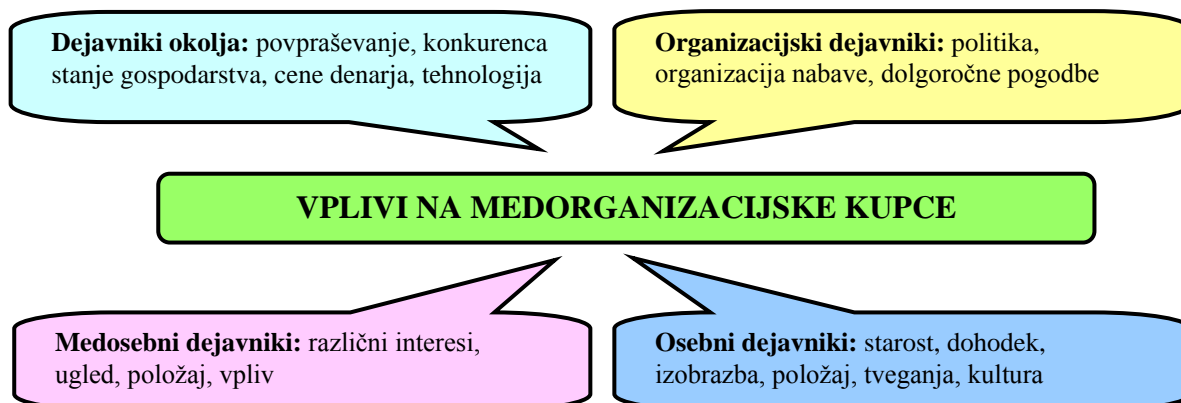 Dejavniki okolja: povpraševanje, konkurenca
stanje gospodarstva, cene denarja, tehnologija
Organizacijski dejavniki: politika,
organizacija nabave, dolgoročne pogodbe
VPLIVI NA MEDORGANIZACIJSKE KUPCE
Medosebni dejavniki: različni interesi,
ugled, položaj, vpliv
Osebni dejavniki: starost, dohodek,
izobrazba, položaj, tveganja, kultura